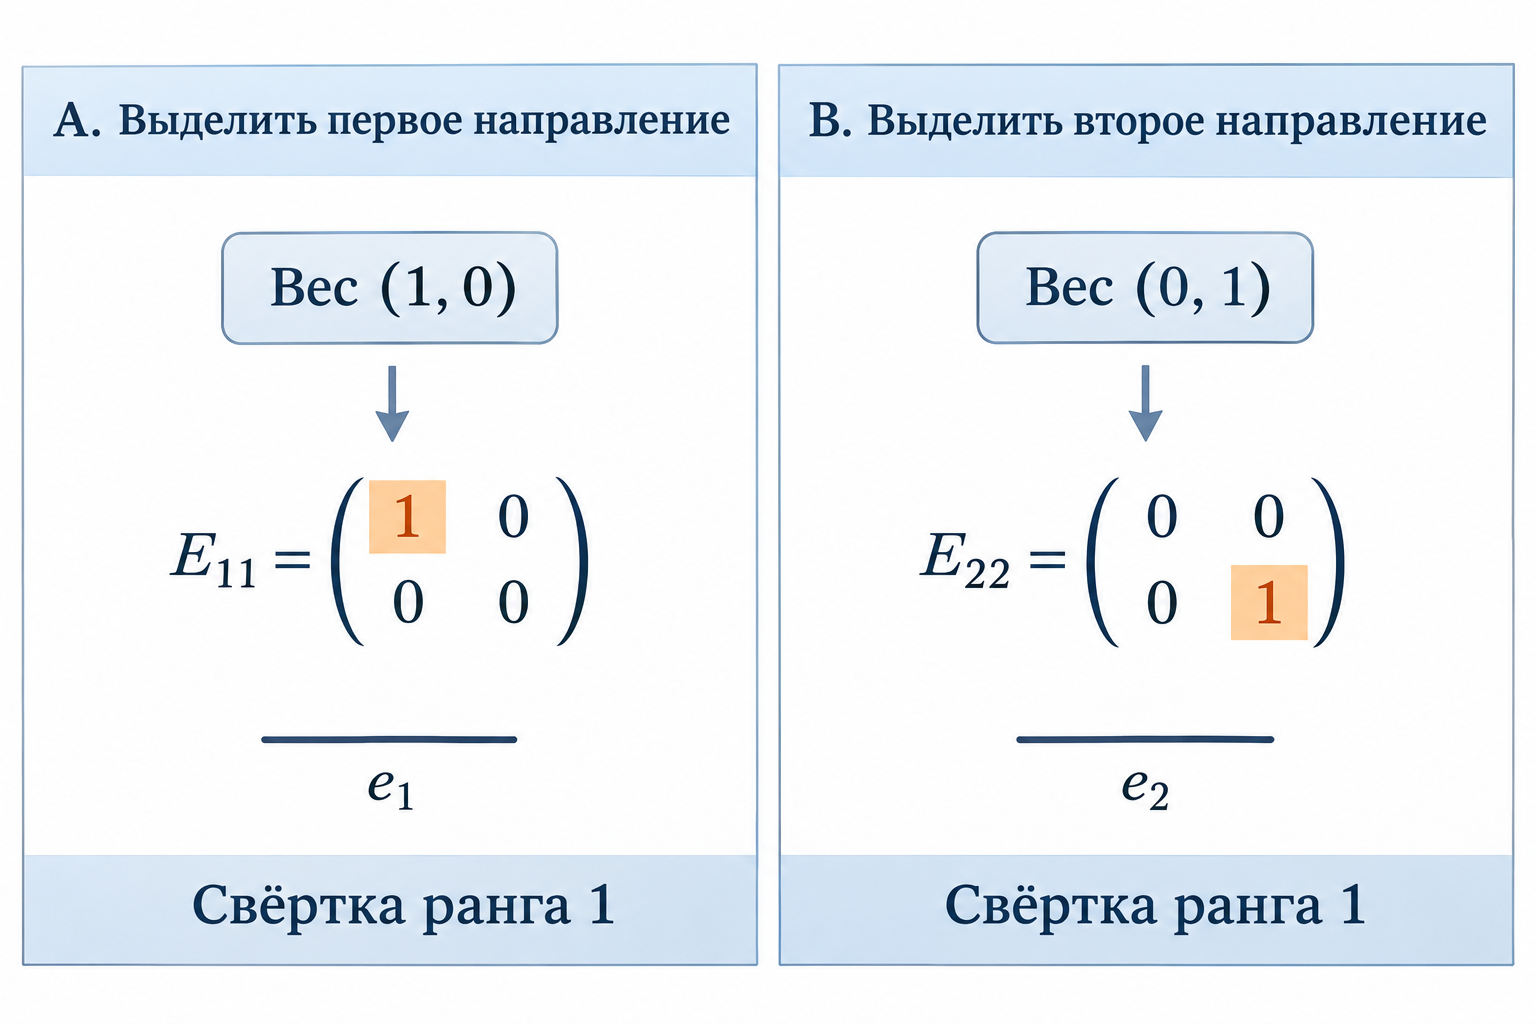 A. Выделить первое направление
Вес (1, 0)
E₁₁ = ( 1 0
0 0 )
e₁
Свёртка ранга 1
B. Выделить второе направление
Вес (0, 1)
E₂₂ = ( 0 0
0 1 )
e₂
Свёртка ранга 1